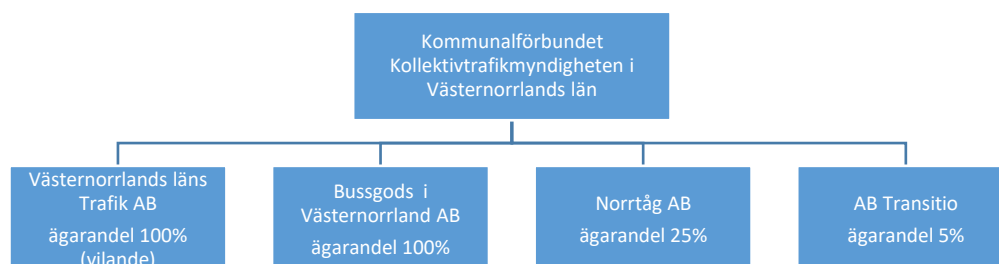 Kommunalförbundet
Kollektivtrafikmyndigheten i
Västernorrlands län
Västernorrlands läns
Trafik AB
ägarandel 100%
(vilande)
Bussgods i
Västernorrland AB
ägarandel 100%
Norrtåg AB
ägarandel 25%
AB Transitio
ägarandel 5%